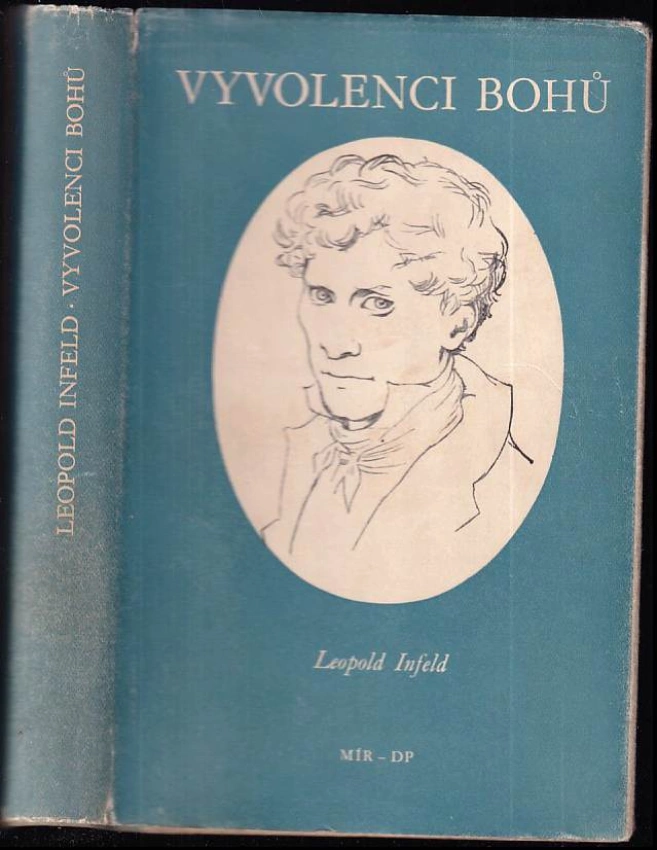 LEOPOLD INFELD · VYVOLENCI BOHŮ
VYVOLENCI BOHŮ
Leopold Infeld
MÍR – DP